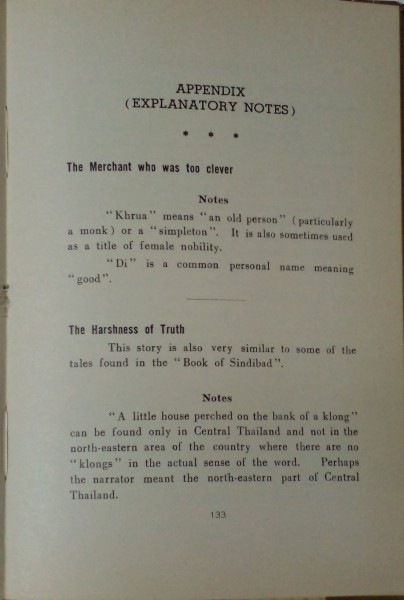 APPENDIX
(EXPLANATORY NOTES)
* * *
The Merchant who was too clever
Notes
"Khrua" means "an old person" (particularly
a monk) or a "simpleton". It is also sometimes used
as a title of female nobility.
"Di" is a common personal name meaning
"good".
The Harshness of Truth
This story is also very similar to some of the
tales found in the "Book of Sindibad".
Notes
"A little house perched on the bank of a klong"
can be found only in Central Thailand and not in the
north-eastern area of the country where there are no
"klongs" in the actual sense of the word. Perhaps
the narrator meant the north-eastern part of Central
Thailand.
133